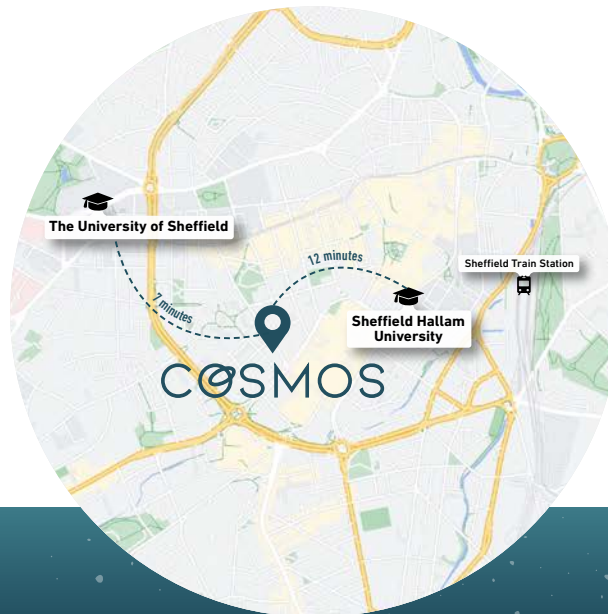 The University of Sheffield
7 minutes
12 minutes
Sheffield Train Station
Sheffield Hallam
University
COSMOS